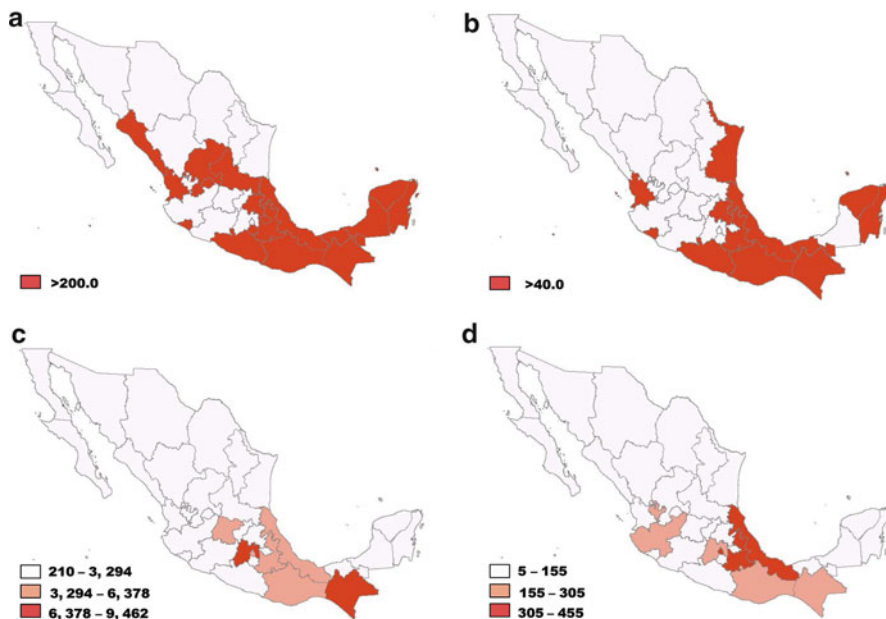 a
b
>200.0
>40.0
c
d
210 – 3, 294
3, 294 – 6, 378
6, 378 – 9, 462
5 – 155
155 – 305
305 – 455